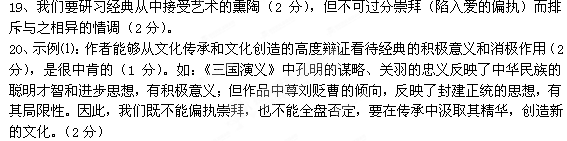 19、我们要研习经典从中接受艺术的熏陶（2 分），但不可过分崇拜（陷入爱的偏执）而排
斥与之相异的情调（2 分）。
20、示例⑴：作者能够从文化传承和文化创造的高度辩证看待经典的积极意义和消极作用（2
分），是很中肯的（1 分）。如：《三国演义》中孔明的谋略、关羽的忠义反映了中华民族的
聪明才智和进步思想，有积极意义；但作品中尊刘贬曹的倾向，反映了封建正统的思想，有
其局限性。因此，我们既不能偏执崇拜，也不能全盘否定，要在传承中汲取其精华，创造新
的文化。（2 分）